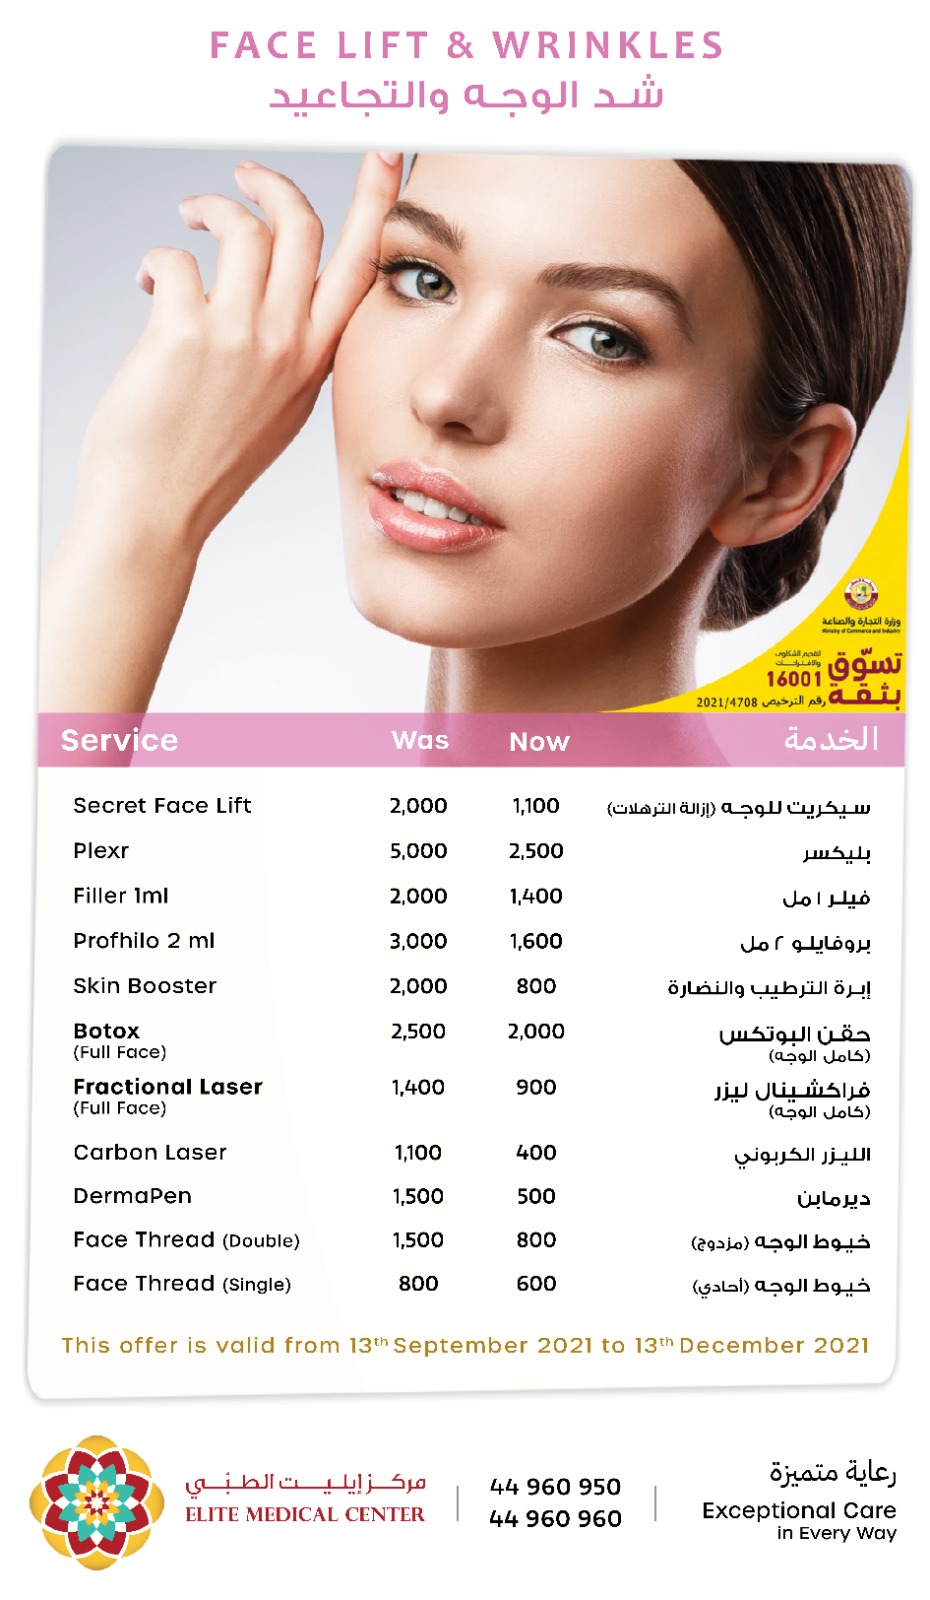 FACE LIFT & WRINKLES
شد الوجه والتجاعيد
وزارة التجارة والصناعة
Ministry of Commerce and Industry
تسوّق بثقة
لتقديم الشكاوى
والاقتراحات
16001
رقم الترخيص 2021/4708
Service Was Now الخدمة
Secret Face Lift 2,000 1,100 سيكريت للوجه (إزالة الترهلات)
Plexr 5,000 2,500 بليكسر
Filler 1ml 2,000 1,400 فيلر ١ مل
Profhilo 2 ml 3,000 1,600 بروفايلو ٢ مل
Skin Booster 2,000 800 إبرة الترطيب والنضارة
Botox 2,500 2,000 حقن البوتكس
(Full Face) (كامل الوجه)
Fractional Laser 1,400 900 فراكشينال ليزر
(Full Face) (كامل الوجه)
Carbon Laser 1,100 400 الليزر الكربوني
DermaPen 1,500 500 ديرمابن
Face Thread (Double) 1,500 800 خيوط الوجه (مزدوج)
Face Thread (Single) 800 600 خيوط الوجه (أحادي)
This offer is valid from 13th September 2021 to 13th December 2021
مركز إيليت الطبّي
ELITE MEDICAL CENTER
44 960 950
44 960 960
رعاية متميزة
Exceptional Care
in Every Way